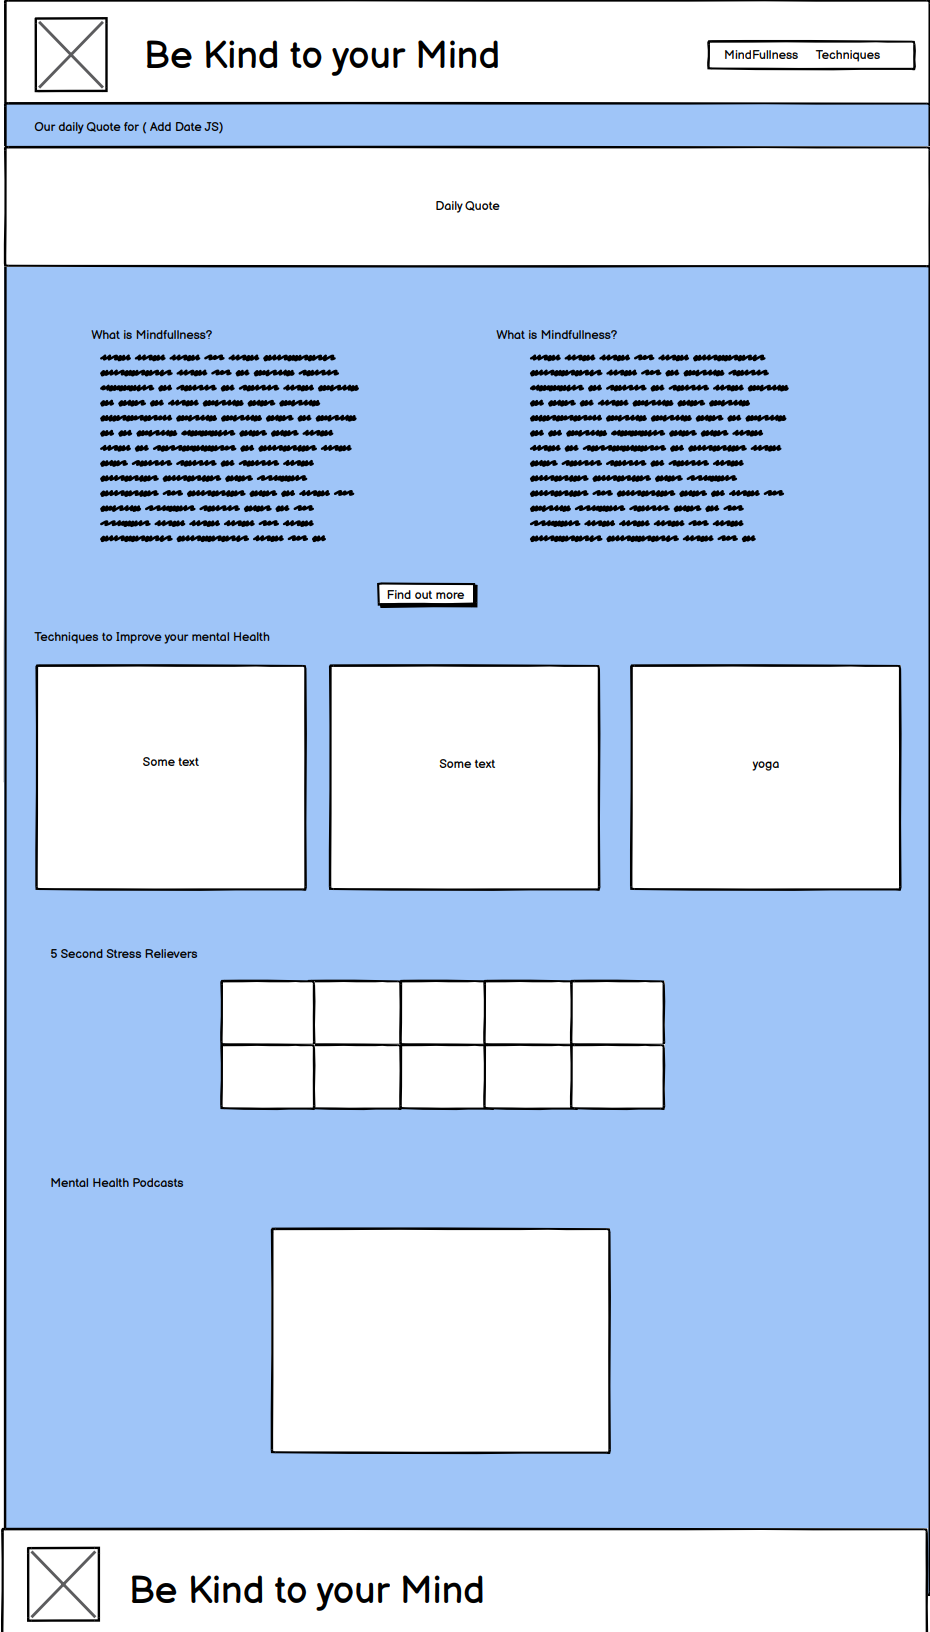 Be Kind to your Mind
MindFullness Techniques
Our daily Quote for ( Add Date JS)
Daily Quote
What is Mindfullness?
What is Mindfullness?
Find out more
Techniques to Improve your mental Health
Some text
Some text
yoga
5 Second Stress Relievers
Mental Health Podcasts
Be Kind to your Mind